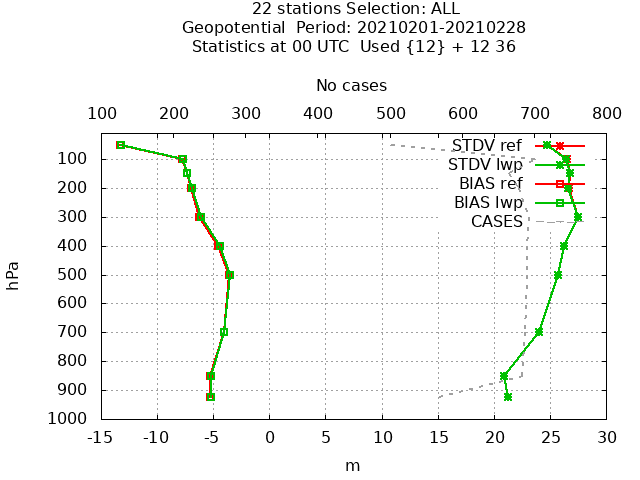 22 stations Selection: ALL
Geopotential  Period: 20210201-20210228
Statistics at 00 UTC  Used {12} + 12 36
No cases
100 200 300 400 500 600 700 800
STDV ref
100
STDV lwp
200
BIAS ref
BIAS lwp
300
CASES
400
hPa
500
600
700
800
900
1000
-15 -10 -5 0 5 10 15 20 25 30
m